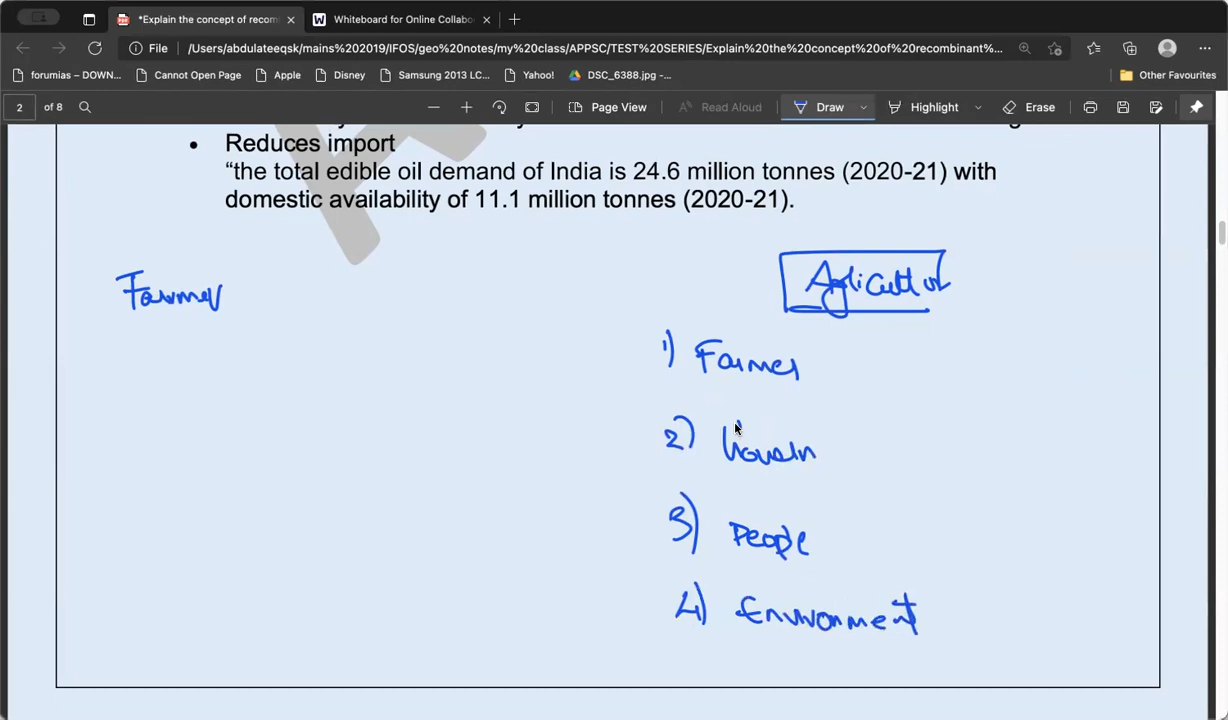 *Explain the concept of recom
Whiteboard for Online Collabo
File /Users/abdulateeqsk/mains%202019/IFOS/geo%20notes/my%20class/APPSC/TEST%20SERIES/Explain%20the%20concept%20of%20recombinant%...
forumias – DOWN... Cannot Open Page Apple Disney Samsung 2013 LC... Yahoo! DSC_6388.jpg -... Other Favourites
2 of 8 Page View Read Aloud Draw Highlight Erase
• Reduces import
“the total edible oil demand of India is 24.6 million tonnes (2020-21) with
domestic availability of 11.1 million tonnes (2020-21).
Farmer
1) Farmer
2)
3) People
4) Environment